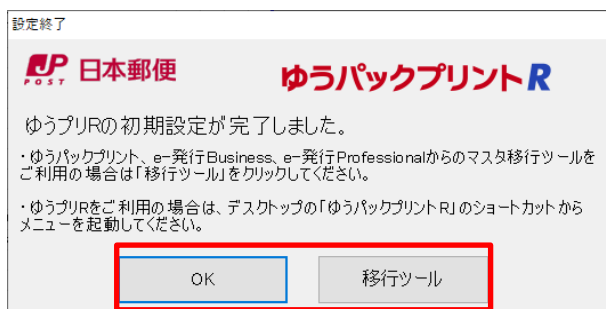 設定終了
JP POST 日本郵便 ゆうパックプリントR
ゆうプリRの初期設定が完了しました。
・ゆうパックプリント、e-発行Business、e-発行Professionalからのマスタ移行ツールを
ご利用の場合は「移行ツール」をクリックしてください。
・ゆうプリRをご利用の場合は、デスクトップの「ゆうパックプリントR」のショートカットから
メニューを起動してください。
OK 移行ツール